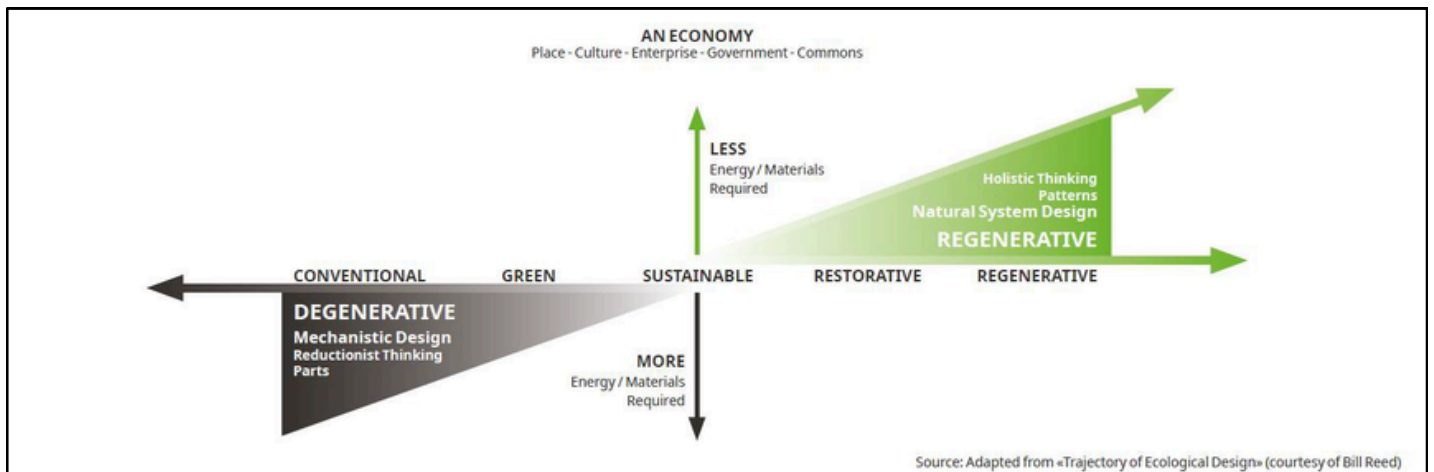 AN ECONOMY
Place - Culture - Enterprise - Government - Commons
LESS
Energy / Materials
Required
Holistic Thinking
Patterns
Natural System Design
REGENERATIVE
CONVENTIONAL GREEN SUSTAINABLE RESTORATIVE REGENERATIVE
DEGENERATIVE
Mechanistic Design
Reductionist Thinking
Parts
MORE
Energy / Materials
Required
Source: Adapted from «Trajectory of Ecological Design» (courtesy of Bill Reed)